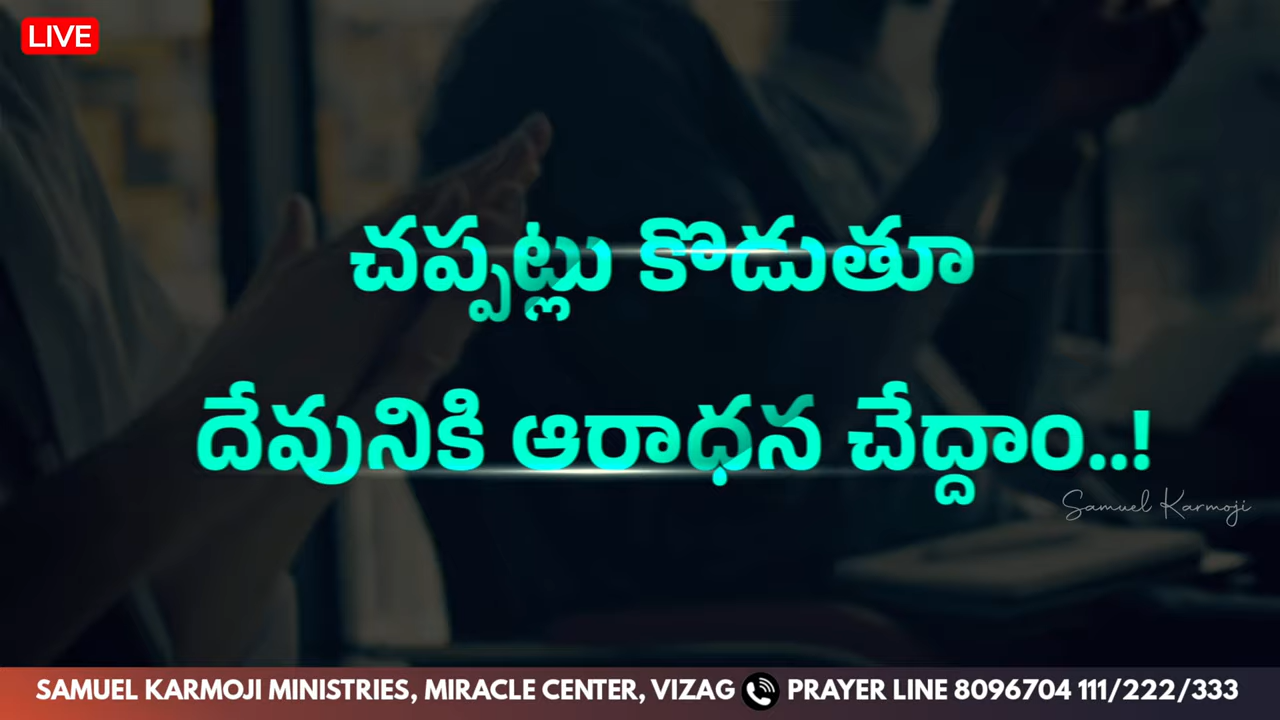 LIVE
చప్పట్లు కొడుతూ
దేవునికి ఆరాధన చేద్దాం..!
Samuel Karmoji
SAMUEL KARMOJI MINISTRIES, MIRACLE CENTER, VIZAG PRAYER LINE 8096704 111/222/333